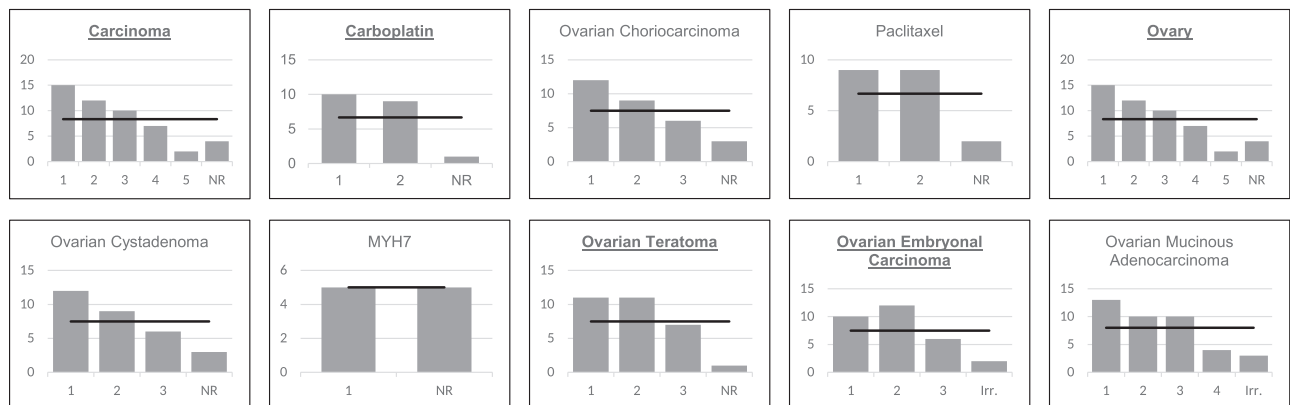 Carcinoma
20
15
10
5
0
1 2 3 4 5 NR
Carboplatin
15
10
5
0
1 2 NR
Ovarian Choriocarcinoma
15
10
5
0
1 2 3 NR
Paclitaxel
10
5
0
1 2 NR
Ovary
20
15
10
5
0
1 2 3 4 5 NR
Ovarian Cystadenoma
15
10
5
0
1 2 3 NR
MYH7
6
4
2
0
1 NR
Ovarian Teratoma
15
10
5
0
1 2 3 NR
Ovarian Embryonal
Carcinoma
15
10
5
0
1 2 3 Irr.
Ovarian Mucinous
Adenocarcinoma
15
10
5
0
1 2 3 4 Irr.